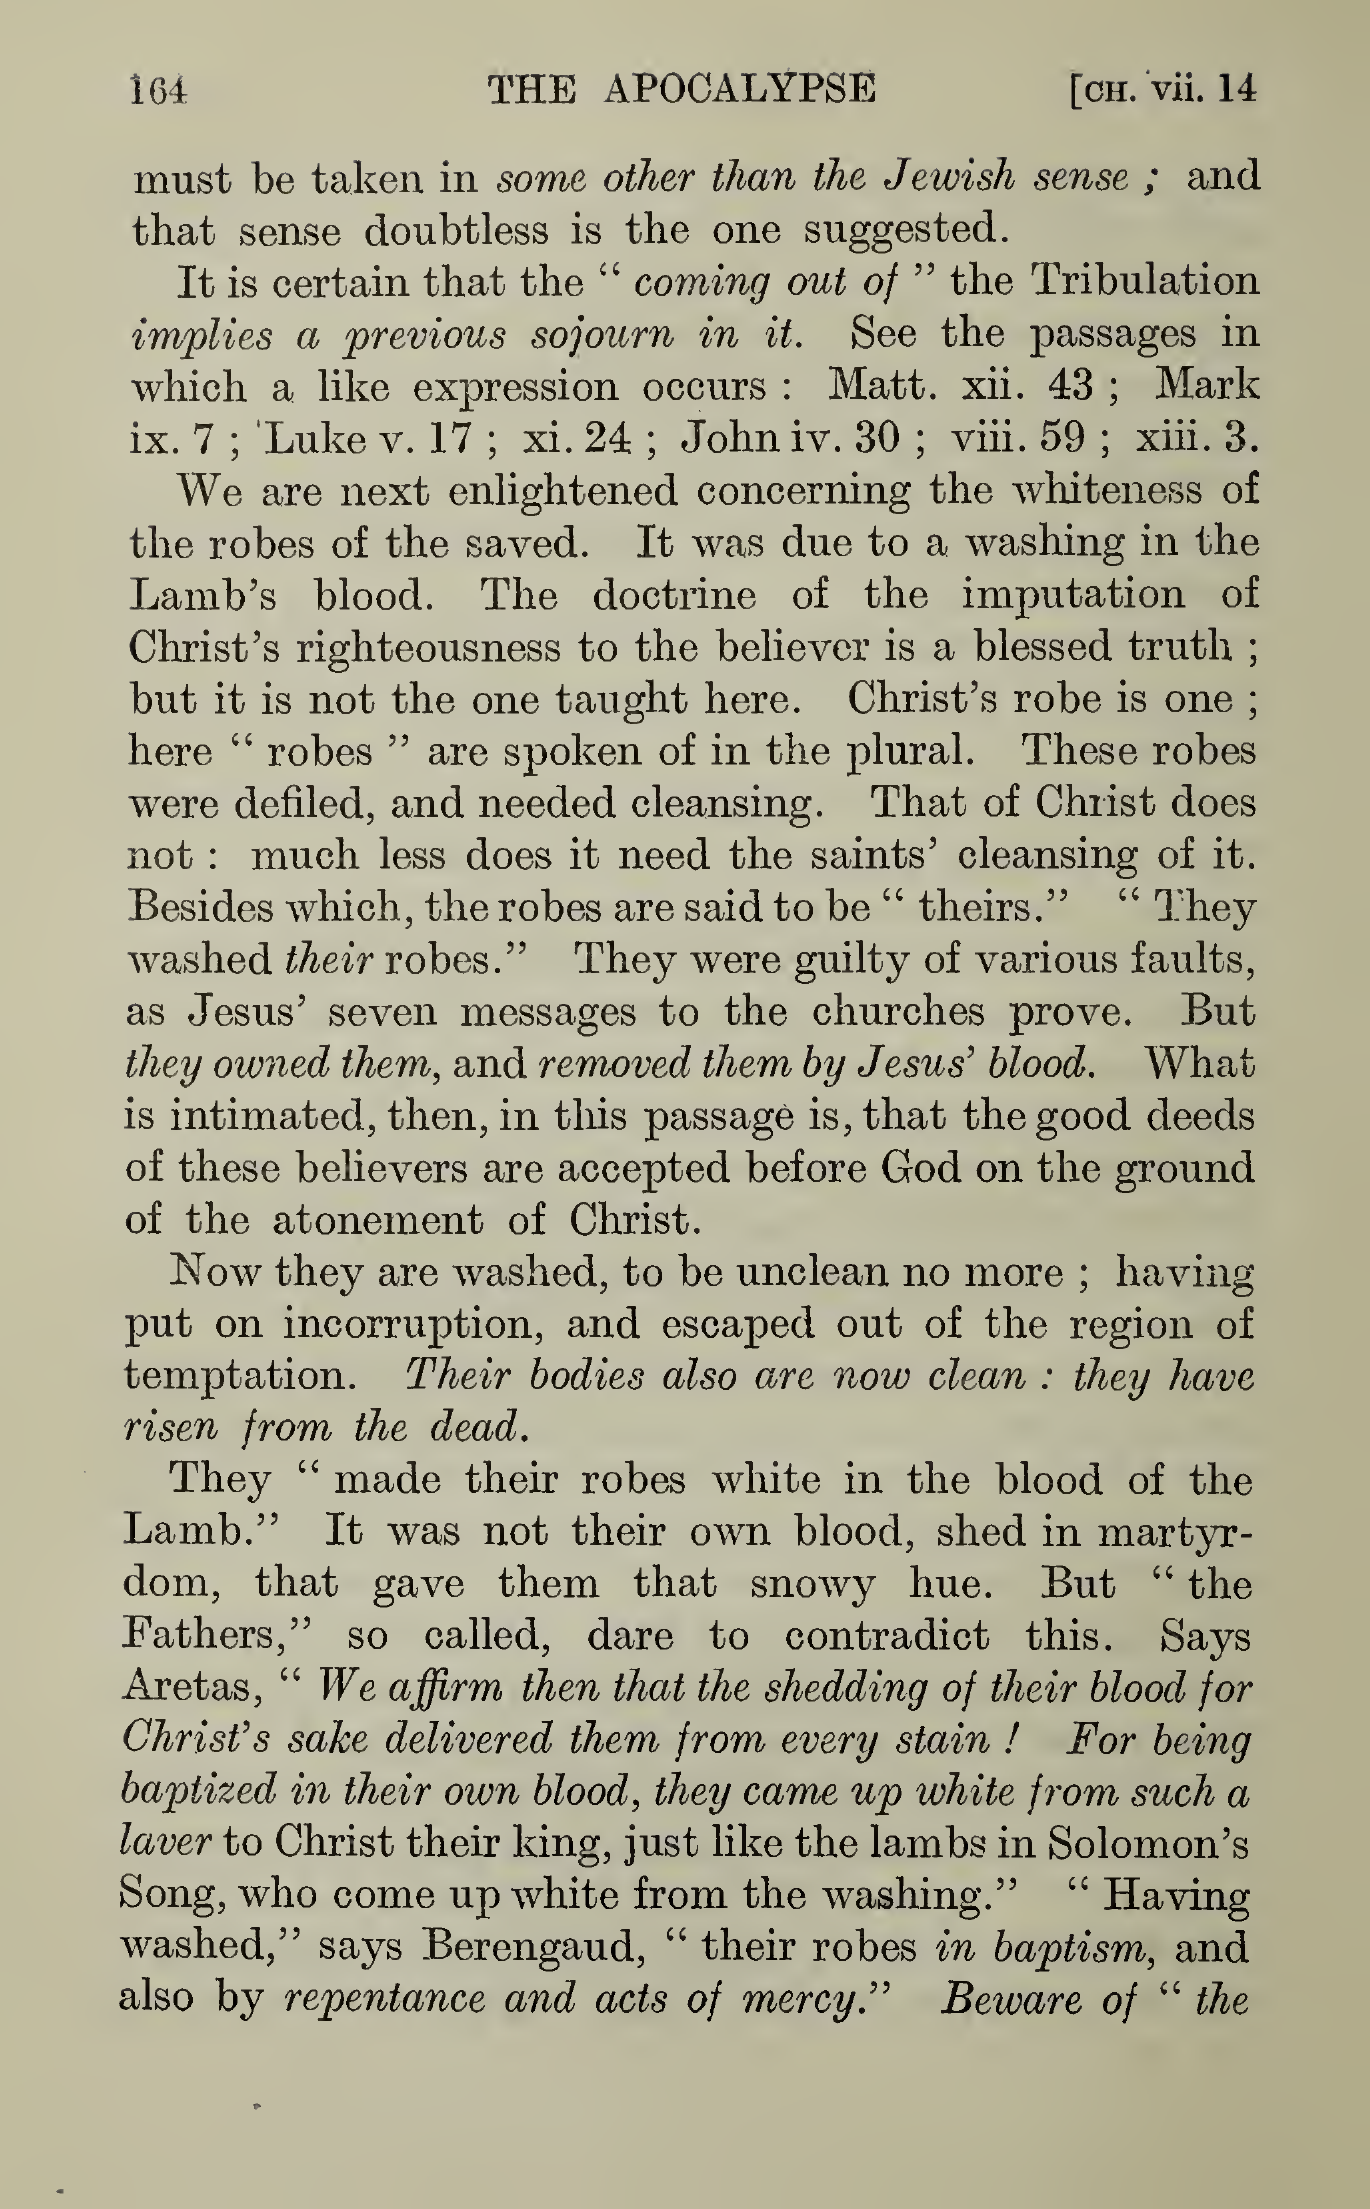 164 THE APOCALYPSE [CH. vii. 14
must be taken in some other than the Jewish sense ; and
that sense doubtless is the one suggested.
It is certain that the “ coming out of ” the Tribulation
implies a previous sojourn in it. See the passages in
which a like expression occurs : Matt. xii. 43 ; Mark
ix. 7 ; Luke v. 17 ; xi. 24 ; John iv. 30 ; viii. 59 ; xiii. 3.
We are next enlightened concerning the whiteness of
the robes of the saved. It was due to a washing in the
Lamb’s blood. The doctrine of the imputation of
Christ’s righteousness to the believer is a blessed truth ;
but it is not the one taught here. Christ’s robe is one ;
here “ robes ” are spoken of in the plural. These robes
were defiled, and needed cleansing. That of Christ does
not : much less does it need the saints’ cleansing of it.
Besides which, the robes are said to be “ theirs.” “ They
washed their robes.” They were guilty of various faults,
as Jesus’ seven messages to the churches prove. But
they owned them, and removed them by Jesus’ blood. What
is intimated, then, in this passage is, that the good deeds
of these believers are accepted before God on the ground
of the atonement of Christ.
Now they are washed, to be unclean no more ; having
put on incorruption, and escaped out of the region of
temptation. Their bodies also are now clean : they have
risen from the dead.
They “ made their robes white in the blood of the
Lamb.” It was not their own blood, shed in martyr-
dom, that gave them that snowy hue. But “ the
Fathers,” so called, dare to contradict this. Says
Aretas, “ We affirm then that the shedding of their blood for
Christ’s sake delivered them from every stain ! For being
baptized in their own blood, they came up white from such a
laver to Christ their king, just like the lambs in Solomon’s
Song, who come up white from the washing.” “ Having
washed,” says Berengaud, “ their robes in baptism, and
also by repentance and acts of mercy.” Beware of “ the